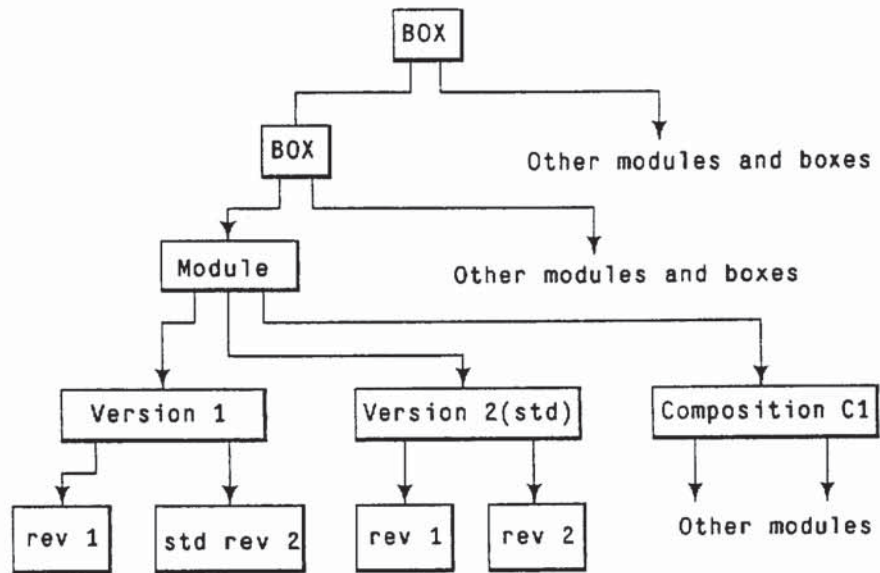 BOX
BOX
Other modules and boxes
Module
Other modules and boxes
Version 1
Version 2(std)
Composition C1
rev 1
std rev 2
rev 1
rev 2
Other modules